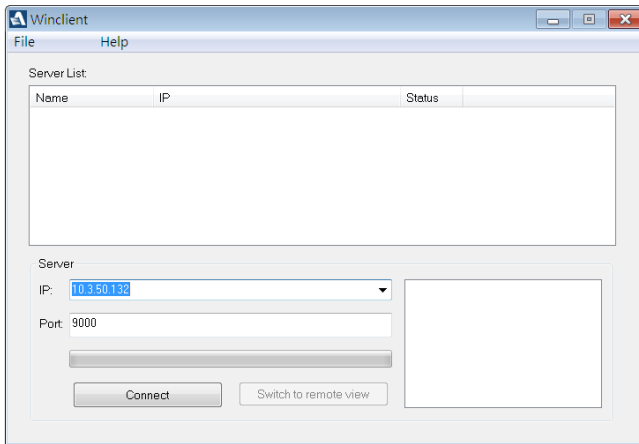 Winclient
File Help
Server List:
Name IP Status
Server
IP: 10.3.50.132
Port: 9000
Connect Switch to remote view